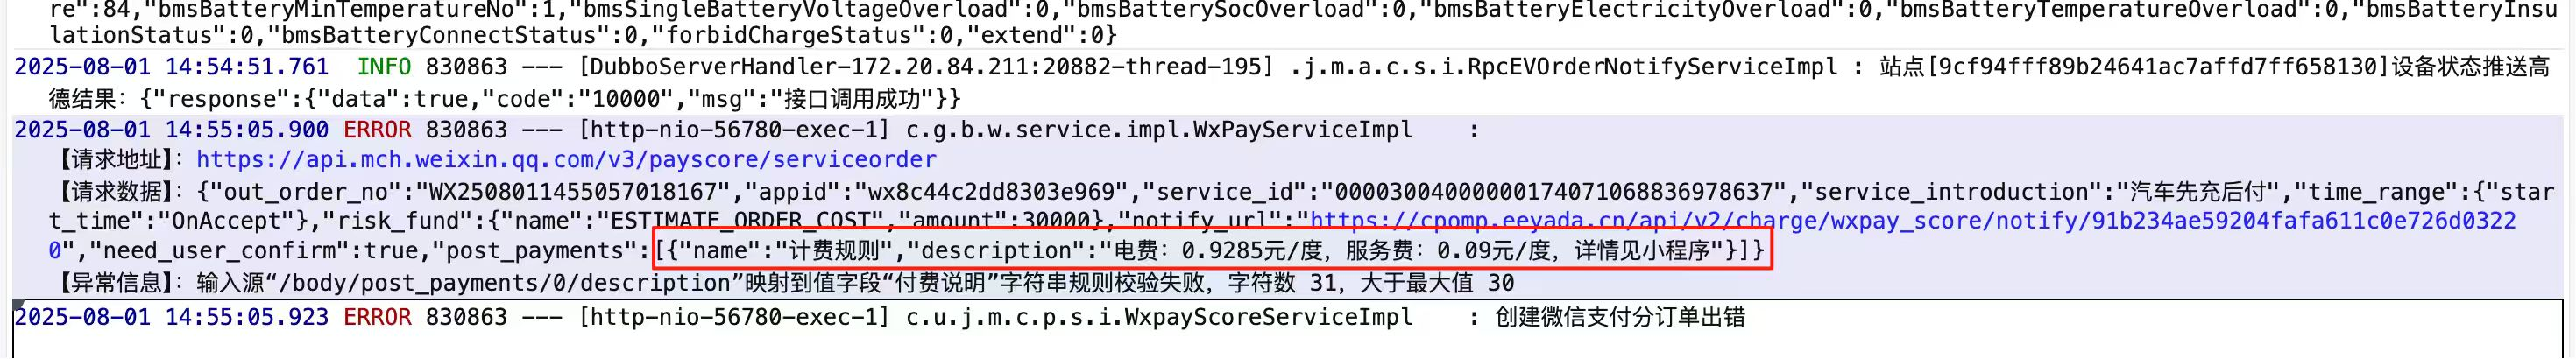 re":84,"bmsBatteryMinTemperatureNo":1,"bmsSingleBatteryVoltageOverload":0,"bmsBatterySocOverload":0,"bmsBatteryElectricityOverload":0,"bmsBatteryTemperatureOverload":0,"bmsBatteryInsu
lationStatus":0,"bmsBatteryConnectStatus":0,"forbidChargeStatus":0,"extend":0}
2025-08-01 14:54:51.761  INFO 830863 --- [DubboServerHandler-172.20.84.211:20882-thread-195] .j.m.a.c.s.i.RpcEVOrderNotifyServiceImpl : 站点[9cf94fff89b24641ac7affd7ff658130]设备状态推送高
德结果：{"response":{"data":true,"code":"10000","msg":"接口调用成功"}}
2025-08-01 14:55:05.900 ERROR 830863 --- [http-nio-56780-exec-1] c.g.b.w.service.impl.WxPayServiceImpl    :
【请求地址】：https://api.mch.weixin.qq.com/v3/payscore/serviceorder
【请求数据】：{"out_order_no":"WX2508011455057018167","appid":"wx8c44c2dd8303e969","service_id":"00003004000000174071068836978637","service_introduction":"汽车先充后付","time_range":{"star
t_time":"OnAccept"},"risk_fund":{"name":"ESTIMATE_ORDER_COST","amount":30000},"notify_url":"https://cpomp.eeyada.cn/api/v2/charge/wxpay_score/notify/91b234ae59204fafa611c0e726d0322
0","need_user_confirm":true,"post_payments":[{"name":"计费规则","description":"电费：0.9285元/度，服务费：0.09元/度，详情见小程序"}]}
【异常信息】：输入源“/body/post_payments/0/description”映射到值字段“付费说明”字符串规则校验失败，字符数 31，大于最大值 30
2025-08-01 14:55:05.923 ERROR 830863 --- [http-nio-56780-exec-1] c.u.j.m.c.p.s.i.WxpayScoreServiceImpl    : 创建微信支付分订单出错